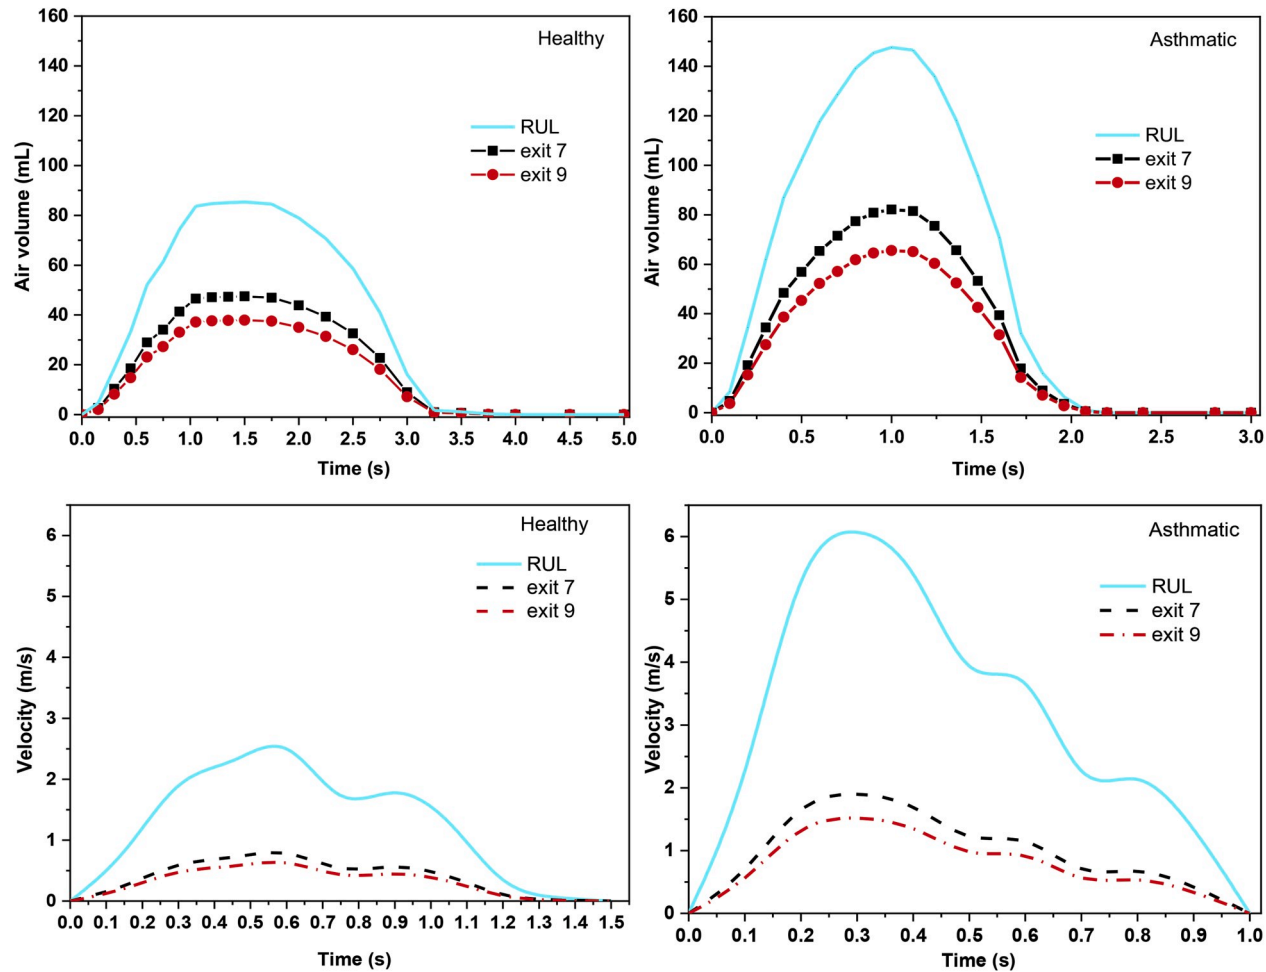 Healthy
RUL
exit 7
exit 9
Air volume (mL)
160
140
120
100
80
60
40
20
0
0.0 0.5 1.0 1.5 2.0 2.5 3.0 3.5 4.0 4.5 5.0
Time (s)
Asthmatic
RUL
exit 7
exit 9
Air volume (mL)
160
140
120
100
80
60
40
20
0
0.0 0.5 1.0 1.5 2.0 2.5 3.0
Time (s)
Healthy
RUL
exit 7
exit 9
Velocity (m/s)
6
5
4
3
2
1
0
0.0 0.1 0.2 0.3 0.4 0.5 0.6 0.7 0.8 0.9 1.0 1.1 1.2 1.3 1.4 1.5
Time (s)
Asthmatic
RUL
exit 7
exit 9
Velocity (m/s)
6
5
4
3
2
1
0
0.0 0.1 0.2 0.3 0.4 0.5 0.6 0.7 0.8 0.9 1.0
Time (s)